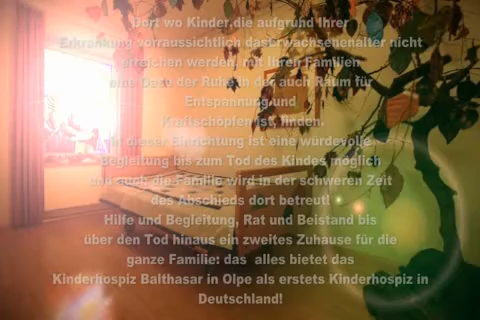 Dort wo Kinder,die aufgrund Ihrer
Erkrankung vorraussichtlich das Erwachsenenalter nicht
erreichen werden, mit Ihren Familien
eine Oase der Ruhe,in der auch Raum für
Entspannung und
Kraftschöpfen ist, finden.
In dieser Einrichtung ist eine würdevolle
Begleitung bis zum Tod des Kindes möglich
und auch die Familie wird in der schweren Zeit
des Abschieds dort betreut!
Hilfe und Begleitung, Rat und Beistand bis
über den Tod hinaus ein zweites Zuhause für die
ganze Familie: das alles bietet das
Kinderhospiz Balthasar in Olpe als erstets Kinderhospiz in
Deutschland!